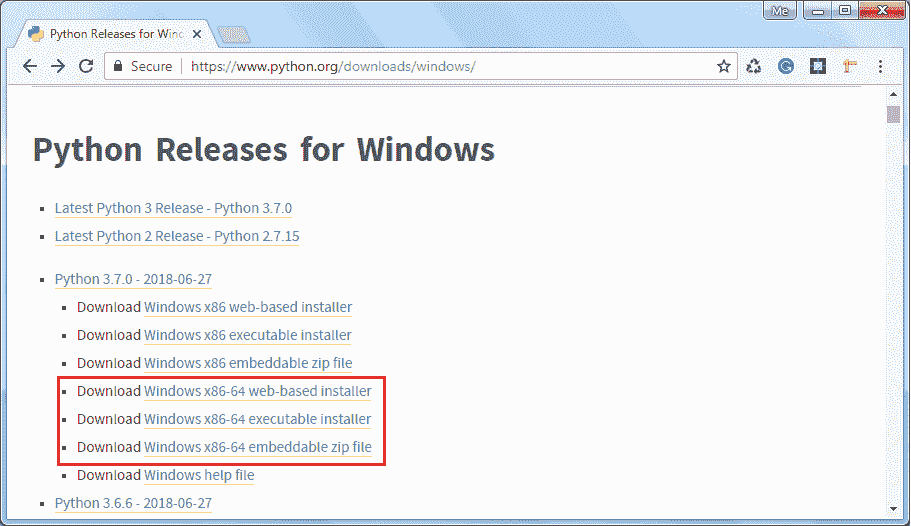 Me
Python Releases for Winc
Secure
https://www.python.org/downloads/windows/
Python Releases for Windows
Latest Python 3 Release - Python 3.7.0
Latest Python 2 Release - Python 2.7.15
Python 3.7.0 - 2018-06-27
Download Windows x86 web-based installer
Download Windows x86 executable installer
Download Windows x86 embeddable zip file
Download Windows x86-64 web-based installer
Download Windows x86-64 executable installer
Download Windows x86-64 embeddable zip file
Download Windows help file
Python 3.6.6 - 2018-06-27